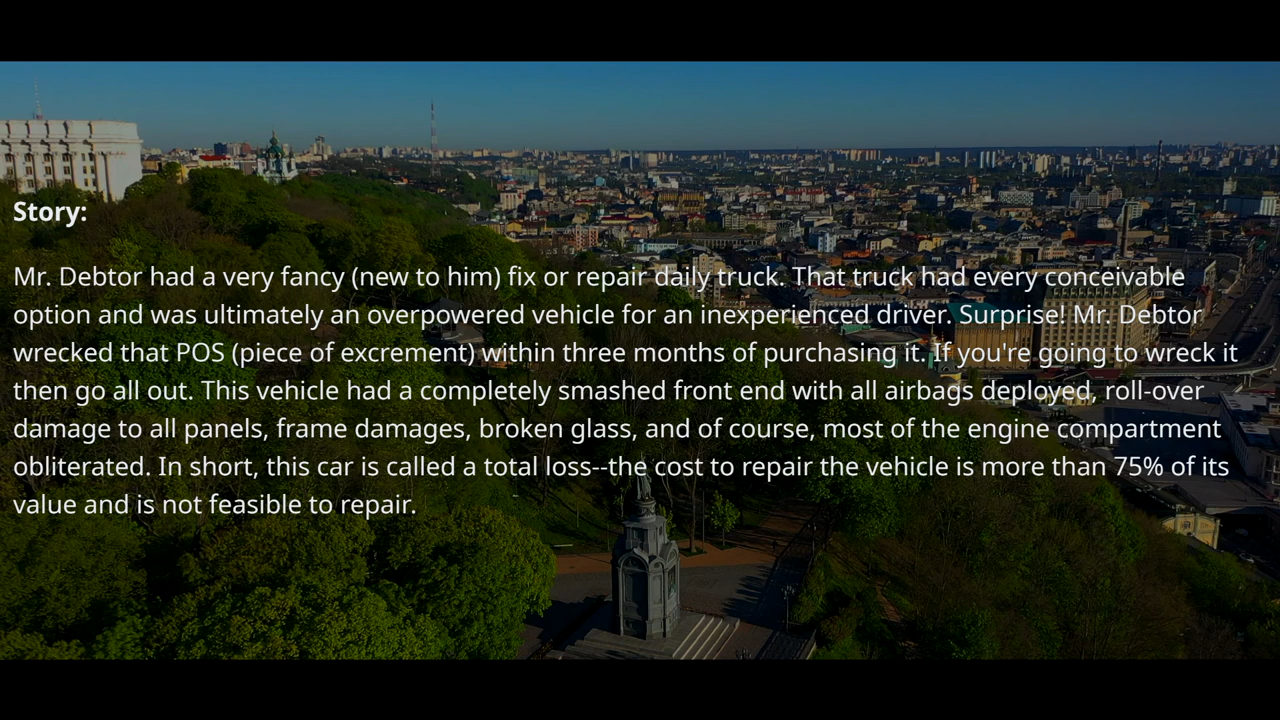 Story:
Mr. Debtor had a very fancy (new to him) fix or repair daily truck. That truck had every conceivable
option and was ultimately an overpowered vehicle for an inexperienced driver. Surprise! Mr. Debtor
wrecked that POS (piece of excrement) within three months of purchasing it. If you're going to wreck it
then go all out. This vehicle had a completely smashed front end with all airbags deployed, roll-over
damage to all panels, frame damages, broken glass, and of course, most of the engine compartment
obliterated. In short, this car is called a total loss--the cost to repair the vehicle is more than 75% of its
value and is not feasible to repair.